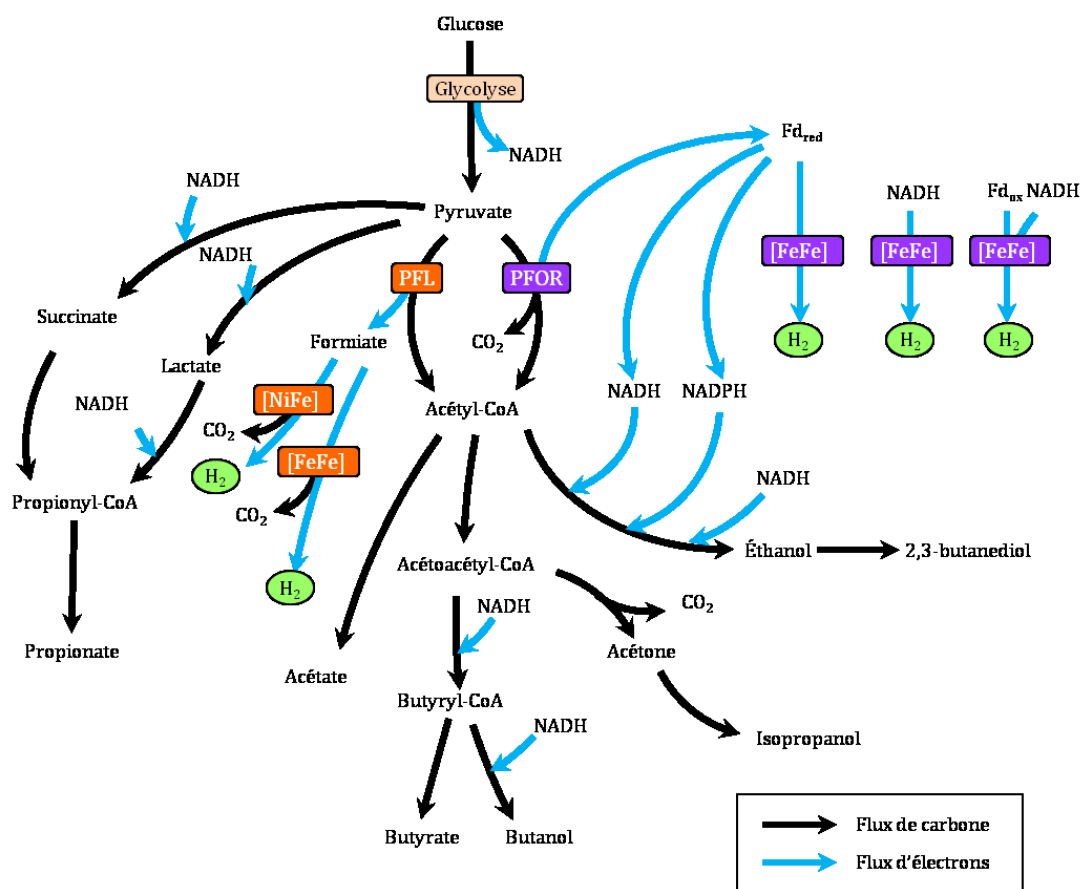 Glucose
Glycolyse
NADH
Fd_red
NADH
Pyruvate
NADH
Fd_ox NADH
NADH
[FeFe]
[FeFe]
[FeFe]
PFL
PFOR
Succinate
Formiate
CO₂
H₂
H₂
H₂
Lactate
NADH
NADH
NADPH
[NiFe]
Acétyl-CoA
CO₂
[FeFe]
H₂
NADH
Propionyl-CoA
CO₂
Éthanol
2,3-butanediol
Acétoacétyl-CoA
H₂
NADH
CO₂
Propionate
Acétone
Acétate
Butyryl-CoA
NADH
Isopropanol
Butyrate
Butanol
Flux de carbone
Flux d'électrons